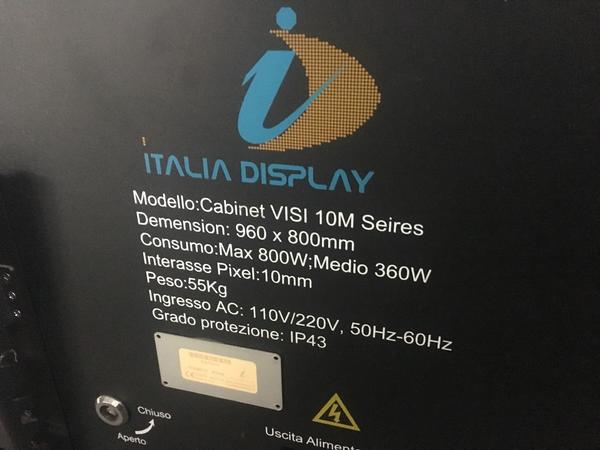 ITALIA DISPLAY
Modello:Cabinet VISI 10M Seires
Demension: 960 x 800mm
Consumo:Max 800W;Medio 360W
Interasse Pixel:10mm
Peso:55Kg
Ingresso AC: 110V/220V, 50Hz-60Hz
Grado protezione: IP43
Chiuso
Aperto
Uscita Alimenta